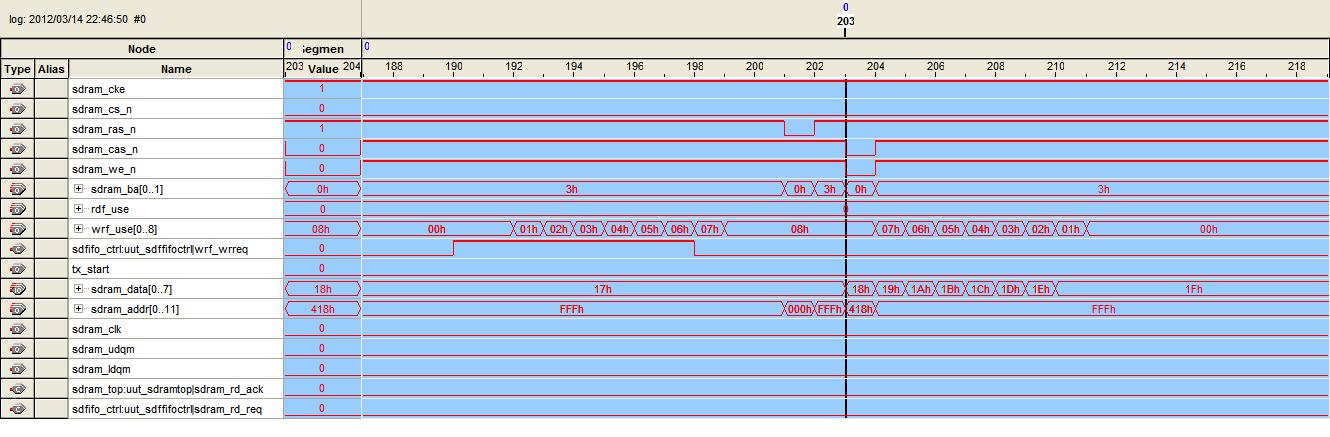 log: 2012/03/14 22:46:50 #0
0
203
Node
0 Segmen
0
Type Alias Name
203 Value 204
188 190 192 194 196 198 200 202 204 206 208 210 212 214 216 218
sdram_cke 1
sdram_cs_n 0
sdram_ras_n 1
sdram_cas_n 0
sdram_we_n 0
sdram_ba[0..1] 0h 3h 0h 3h 0h 3h
rdf_use 0 0
wrf_use[0..8] 08h 00h 01h 02h 03h 04h 05h 06h 07h 08h 07h 06h 05h 04h 03h 02h 01h 00h
sdfifo_ctrl:uut_sdffifoctrl|wrf_wrreq 0
tx_start 0
sdram_data[0..7] 18h 17h 18h 19h 1Ah 1Bh 1Ch 1Dh 1Eh 1Fh
sdram_addr[0..11] 418h FFFh 000h FFFh 418h FFFh
sdram_clk 0
sdram_udqm 0
sdram_ldqm 0
sdram_top:uut_sdramtop|sdram_rd_ack 0
sdfifo_ctrl:uut_sdffifoctrl|sdram_rd_req 0